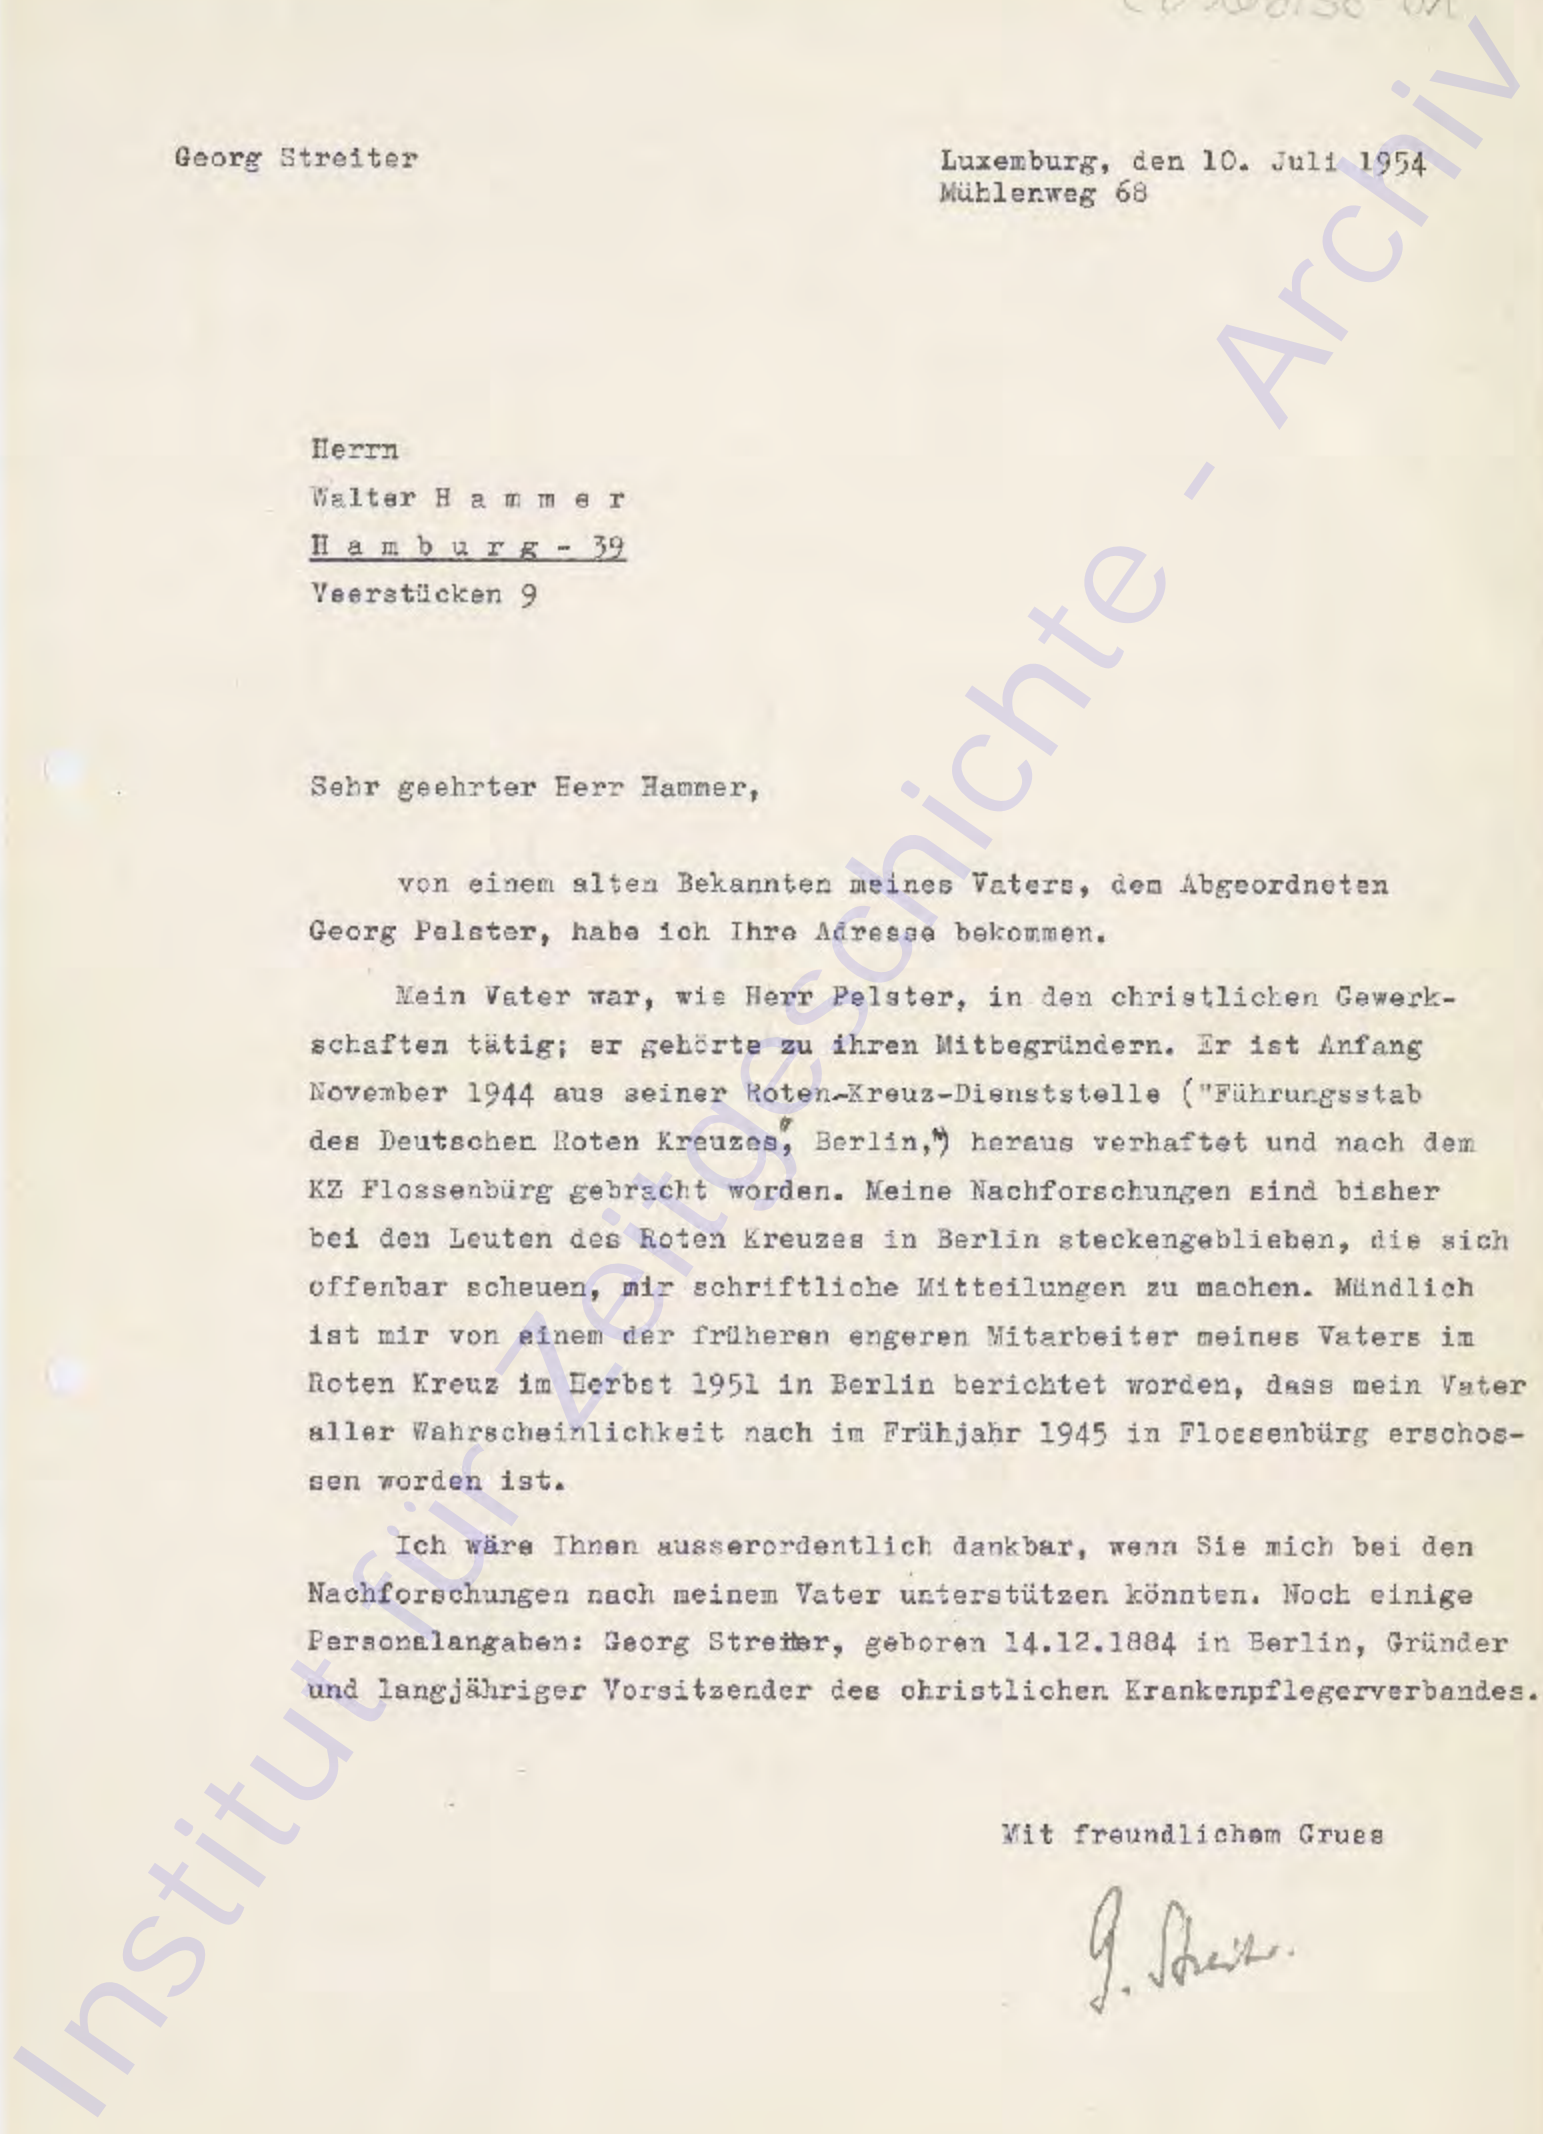 Georg Streiter
Luxemburg, den 10. Juli 1954
Mühlenweg 68
Herrn
Walter H a m m e r
H a m b u r g - 39
Veerstücken 9
Sehr geehrter Herr Hammer,
von einem alten Bekannten meines Vaters, dem Abgeordneten
Georg Pelster, habe ich Ihre Adresse bekommen.
Mein Vater war, wie Herr Pelster, in den christlichen Gewerk-
schaften tätig; er gehörte zu ihren Mitbegründern. Er ist Anfang
November 1944 aus seiner Roten-Kreuz-Dienststelle ("Führungsstab
des Deutschen Roten Kreuzes", Berlin,) heraus verhaftet und nach dem
KZ Flossenbürg gebracht worden. Meine Nachforschungen sind bisher
bei den Leuten des Roten Kreuzes in Berlin steckengeblieben, die sich
offenbar scheuen, mir schriftliche Mitteilungen zu machen. Mündlich
ist mir von einem der früheren engeren Mitarbeiter meines Vaters im
Roten Kreuz im Herbst 1951 in Berlin berichtet worden, dass mein Vater
aller Wahrscheinlichkeit nach im Frühjahr 1945 in Flossenbürg erschos-
sen worden ist.
Ich wäre Ihnen ausserordentlich dankbar, wenn Sie mich bei den
Nachforschungen nach meinem Vater unterstützen könnten. Noch einige
Personalangaben: Georg Streiter, geboren 14.12.1884 in Berlin, Gründer
und langjähriger Vorsitzender des christlichen Krankenpflegerverbandes.
Mit freundlichem Gruss
G. Streiter.
Institut für Zeitgeschichte - Archiv